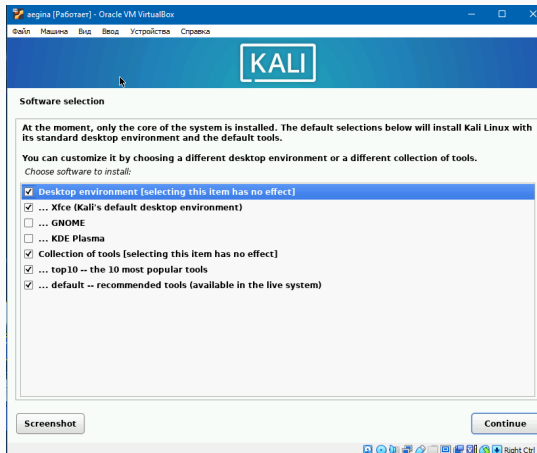 aegina [Работает] - Oracle VM VirtualBox
Файл Машина Вид Ввод Устройства Справка
KALI
Software selection
At the moment, only the core of the system is installed. The default selections below will install Kali Linux with
its standard desktop environment and the default tools.
You can customize it by choosing a different desktop environment or a different collection of tools.
Choose software to install:
Desktop environment [selecting this item has no effect]
... Xfce (Kali's default desktop environment)
... GNOME
... KDE Plasma
Collection of tools [selecting this item has no effect]
... top10 -- the 10 most popular tools
... default -- recommended tools (available in the live system)
Screenshot Continue
Right Ctrl